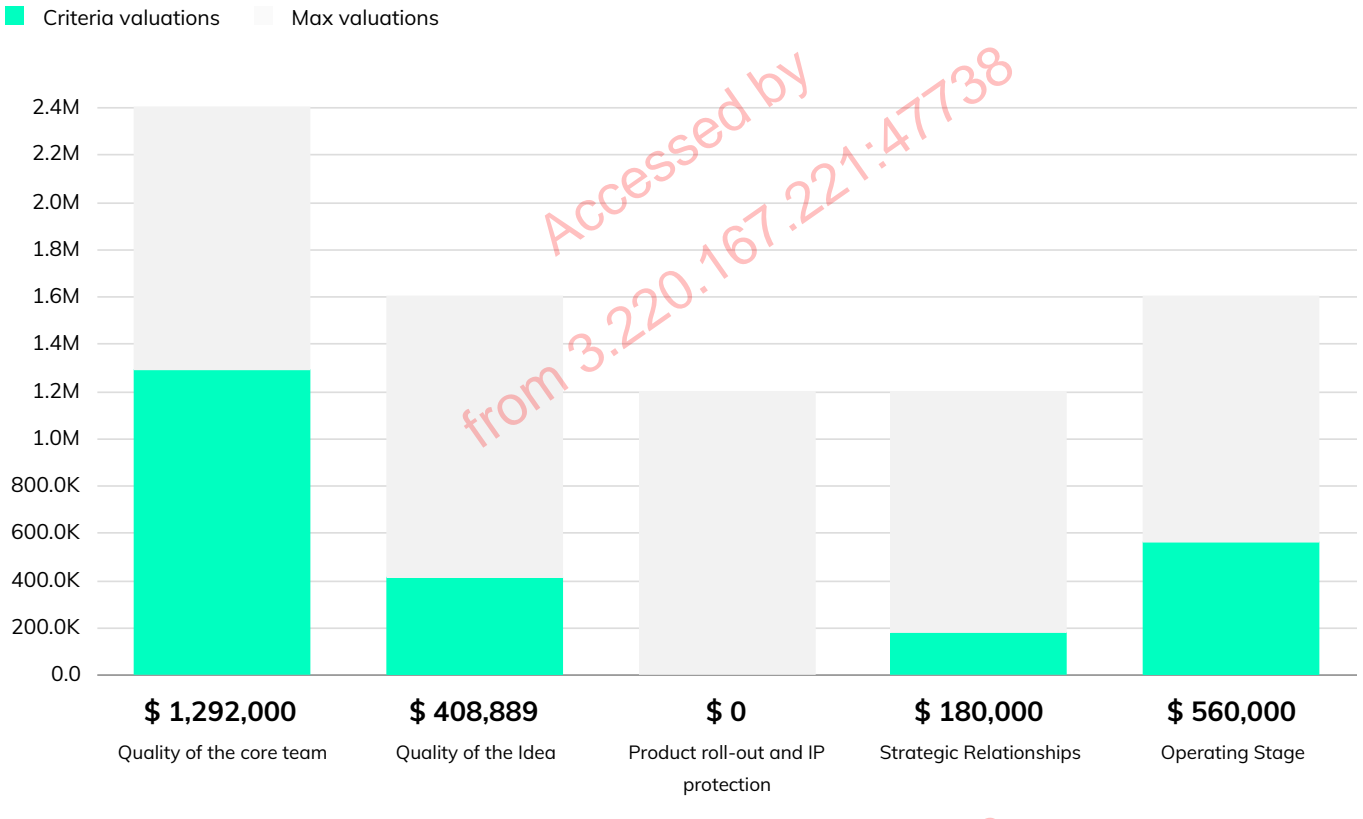 Criteria valuations
Max valuations
Accessed by
from 3.220.167.221:47738
2.4M
2.2M
2.0M
1.8M
1.6M
1.4M
1.2M
1.0M
800.0K
600.0K
400.0K
200.0K
0.0
$ 1,292,000
Quality of the core team
$ 408,889
Quality of the Idea
$ 0
Product roll-out and IP
protection
$ 180,000
Strategic Relationships
$ 560,000
Operating Stage